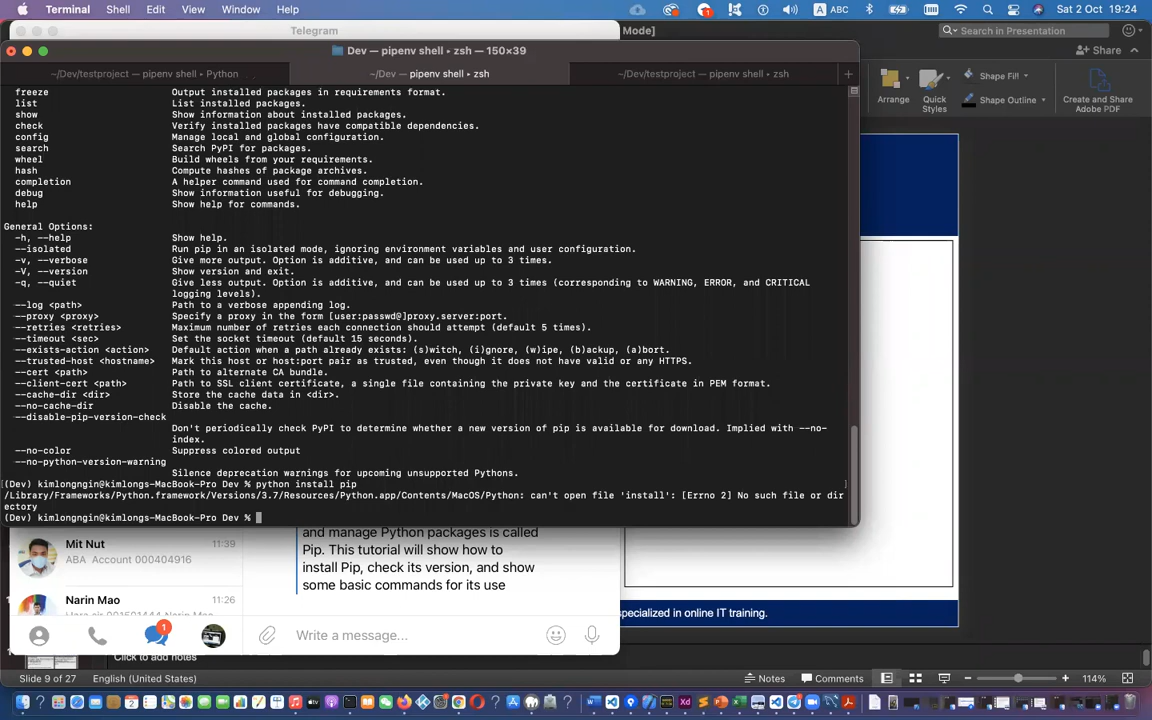 Terminal Shell Edit View Window Help ABC Sat 2 Oct 19:24
Telegram
Mode]
Search in Presentation
Dev — pipenv shell • zsh — 150×39
Share
~/Dev/testproject — pipenv shell • Python
~/Dev — pipenv shell • zsh
~/Dev/testproject — pipenv shell • zsh
Arrange
Quick
Styles
Shape Fill
Shape Outline
Create and Share
Adobe PDF
freeze Output installed packages in requirements format.
list List installed packages.
show Show information about installed packages.
check Verify installed packages have compatible dependencies.
config Manage local and global configuration.
search Search PyPI for packages.
wheel Build wheels from your requirements.
hash Compute hashes of package archives.
completion A helper command used for command completion.
debug Show information useful for debugging.
help Show help for commands.
General Options:
-h, --help Show help.
--isolated Run pip in an isolated mode, ignoring environment variables and user configuration.
-v, --verbose Give more output. Option is additive, and can be used up to 3 times.
-V, --version Show version and exit.
-q, --quiet Give less output. Option is additive, and can be used up to 3 times (corresponding to WARNING, ERROR, and CRITICAL
logging levels).
--log <path> Path to a verbose appending log.
--proxy <proxy> Specify a proxy in the form [user:passwd@]proxy.server:port.
--retries <retries> Maximum number of retries each connection should attempt (default 5 times).
--timeout <sec> Set the socket timeout (default 15 seconds).
--exists-action <action> Default action when a path already exists: (s)witch, (i)gnore, (w)ipe, (b)ackup, (a)bort.
--trusted-host <hostname> Mark this host or host:port pair as trusted, even though it does not have valid or any HTTPS.
--cert <path> Path to alternate CA bundle.
--client-cert <path> Path to SSL client certificate, a single file containing the private key and the certificate in PEM format.
--cache-dir <dir> Store the cache data in <dir>.
--no-cache-dir Disable the cache.
--disable-pip-version-check
Don't periodically check PyPI to determine whether a new version of pip is available for download. Implied with --no-
index.
--no-color Suppress colored output
--no-python-version-warning
Silence deprecation warnings for upcoming unsupported Pythons.
[(Dev) kimlongngin@kimlongs-MacBook-Pro Dev % python install pip ]
/Library/Frameworks/Python.framework/Versions/3.7/Resources/Python.app/Contents/MacOS/Python: can't open file 'install': [Errno 2] No such file or dir
ectory
(Dev) kimlongngin@kimlongs-MacBook-Pro Dev %
and manage Python packages is called
Pip. This tutorial will show how to
install Pip, check its version, and show
some basic commands for its use
Mit Nut 11:39
ABA Account 000404916
Narin Mao 11:26
specialized in online IT training.
1
Write a message...
Click to add notes
Slide 9 of 27 English (United States) Notes Comments 114%